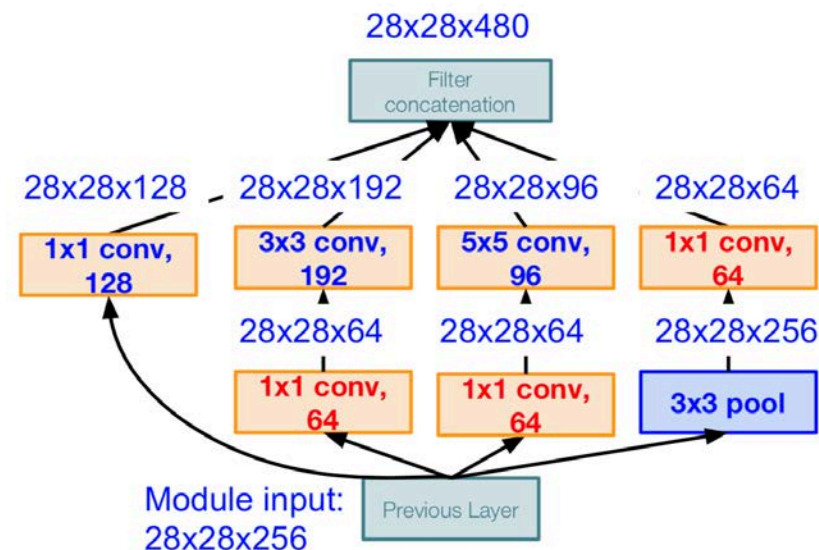 28x28x480
Filter
concatenation
28x28x128
28x28x192
28x28x96
28x28x64
1x1 conv,
128
3x3 conv,
192
5x5 conv,
96
1x1 conv,
64
28x28x64
28x28x64
28x28x256
1x1 conv,
64
1x1 conv,
64
3x3 pool
Module input:
28x28x256
Previous Layer